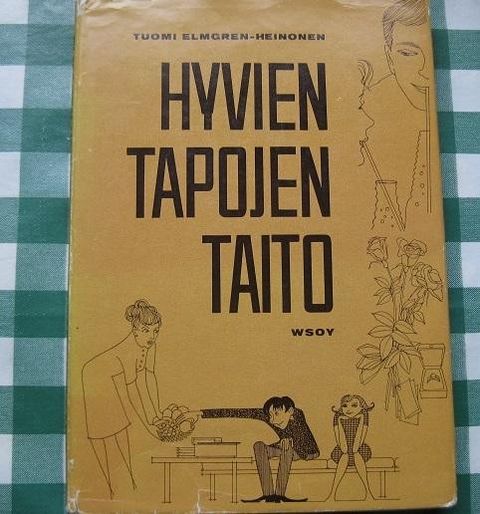 TUOMI ELMGREN-HEINONEN
HYVIEN
TAPOJEN
TAITO
WSOY